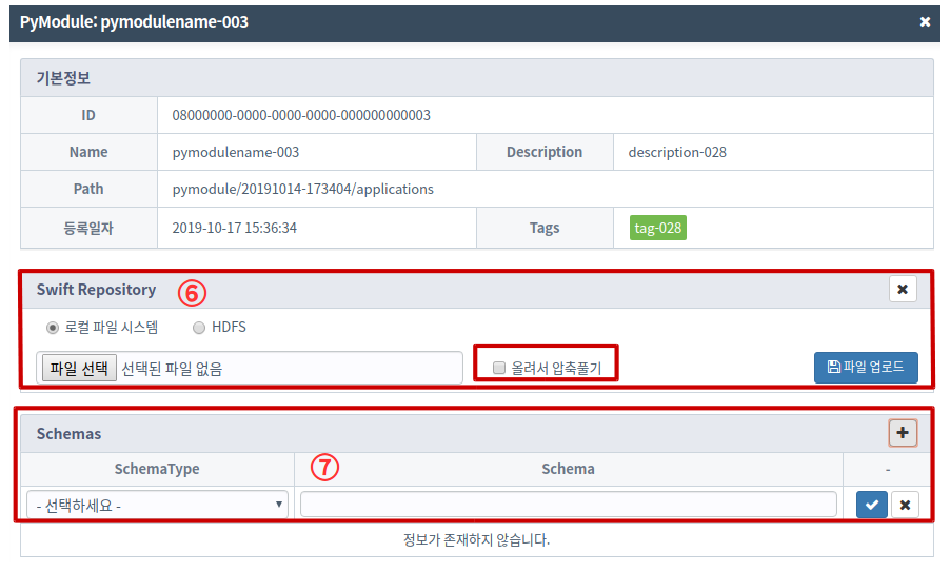 PyModule: pymodulename-003 ×
기본정보
ID 08000000-0000-0000-0000-000000000003
Name pymodulename-003 Description description-028
Path pymodule/20191014-173404/applications
등록일자 2019-10-17 15:36:34 Tags tag-028
Swift Repository ⑥ ×
로컬 파일 시스템 HDFS
파일 선택 선택된 파일 없음 올려서 압축풀기 파일 업로드
Schemas +
SchemaType ⑦ Schema -
- 선택하세요 -
정보가 존재하지 않습니다.